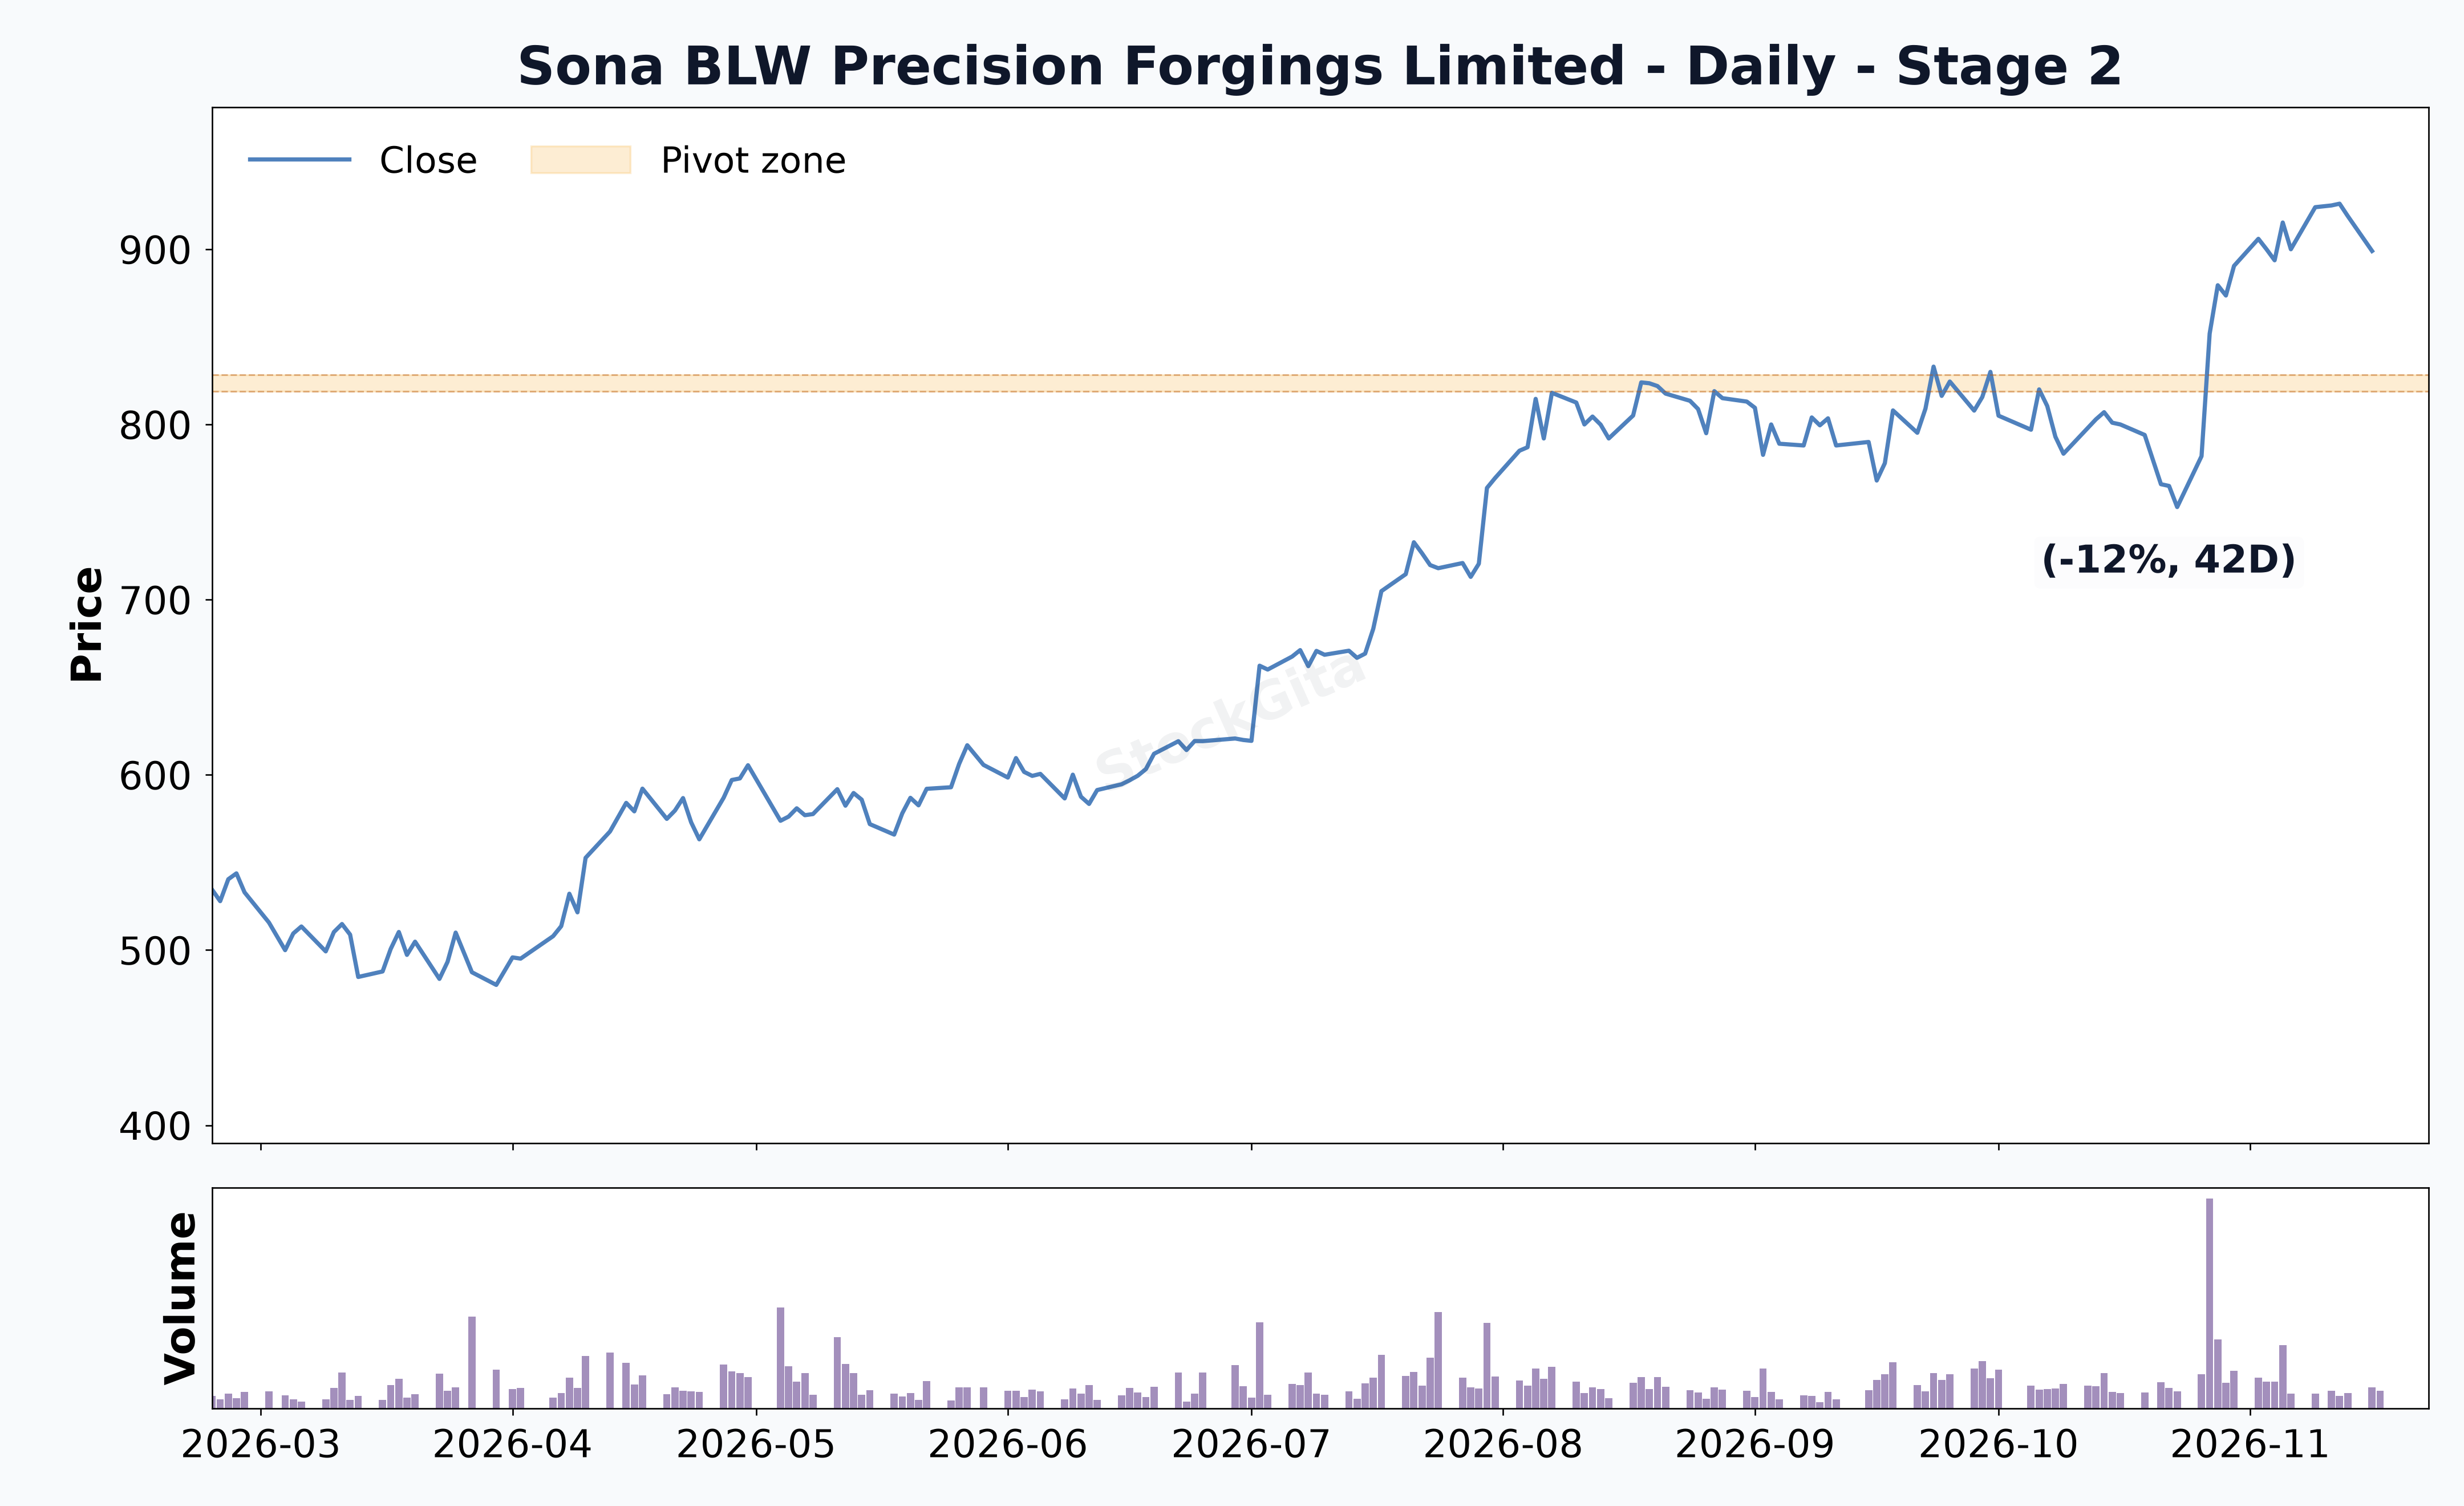 Sona BLW Precision Forgings Limited - Daily - Stage 2
Close
Pivot zone
900
800
700
600
500
400
Price
(-12%, 42D)
StockGita
Volume
2026-03
2026-04
2026-05
2026-06
2026-07
2026-08
2026-09
2026-10
2026-11